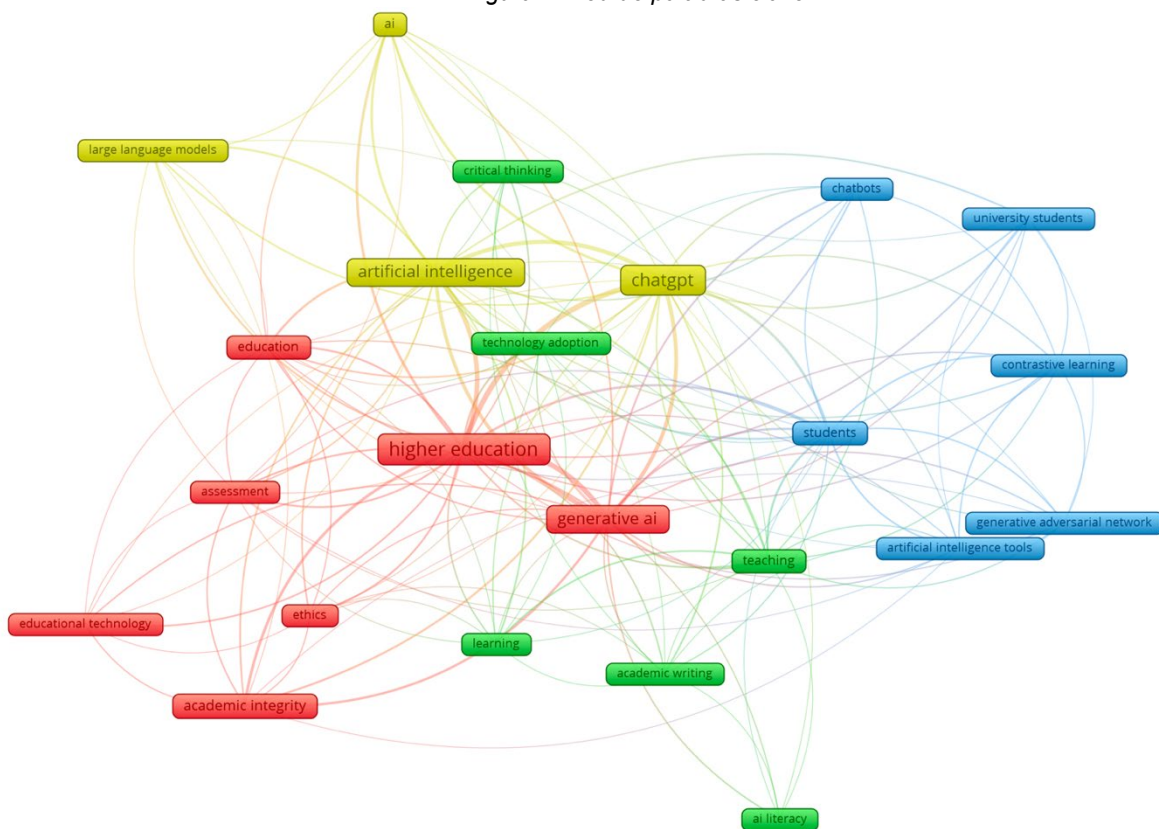 ai
large language models
critical thinking
chatbots
university students
artificial intelligence
chatgpt
education
technology adoption
contrastive learning
students
higher education
assessment
generative ai
generative adversarial network
artificial intelligence tools
teaching
educational technology
ethics
learning
academic writing
academic integrity
ai literacy